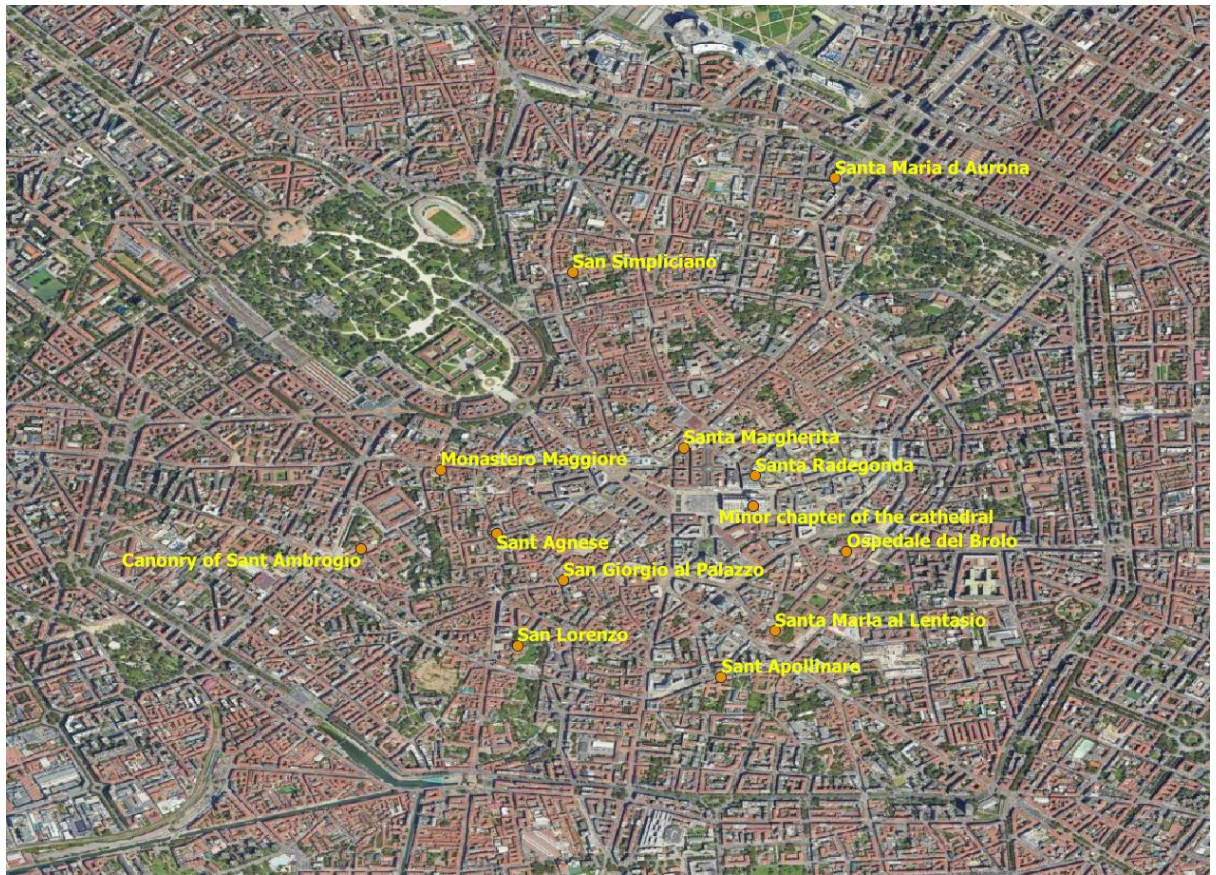 Santa Maria d Aurona
San Simpliciano
Santa Margherita
Monastero Maggiore
Santa Radegonda
Minor chapter of the cathedral
Sant Agnese
Ospedale del Brolo
Canonry of Sant Ambrogio
San Giorgio al Palazzo
Santa Maria al Lentasio
San Lorenzo
Sant Apollinare